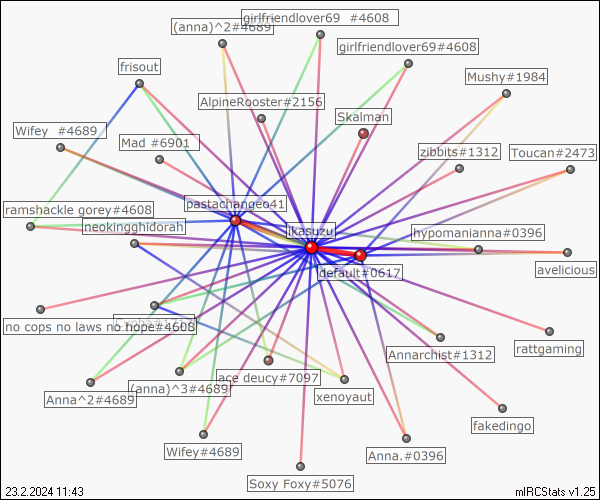 girlfriendlover69 #4608
(anna)^2#4689
girlfriendlover69#4608
frisout
Mushy#1984
AlpineRooster#2156
Skalman
Wifey #4689
Mad #6901
zibbits#1312
Toucan#2473
pastachangeo41
ramshackle gorey#4608
neokingghidorah
ikasuzu
hypomanianna#0396
default#0617
avelicious
no cops no laws no hope#4608
rattgaming
Annarchist#1312
ace deucy#7097
(anna)^3#4689
Anna^2#4689
xenoyaut
fakedingo
Wifey#4689
Anna.#0396
Soxy Foxy#5076
23.2.2024 11:43
mIRCStats v1.25